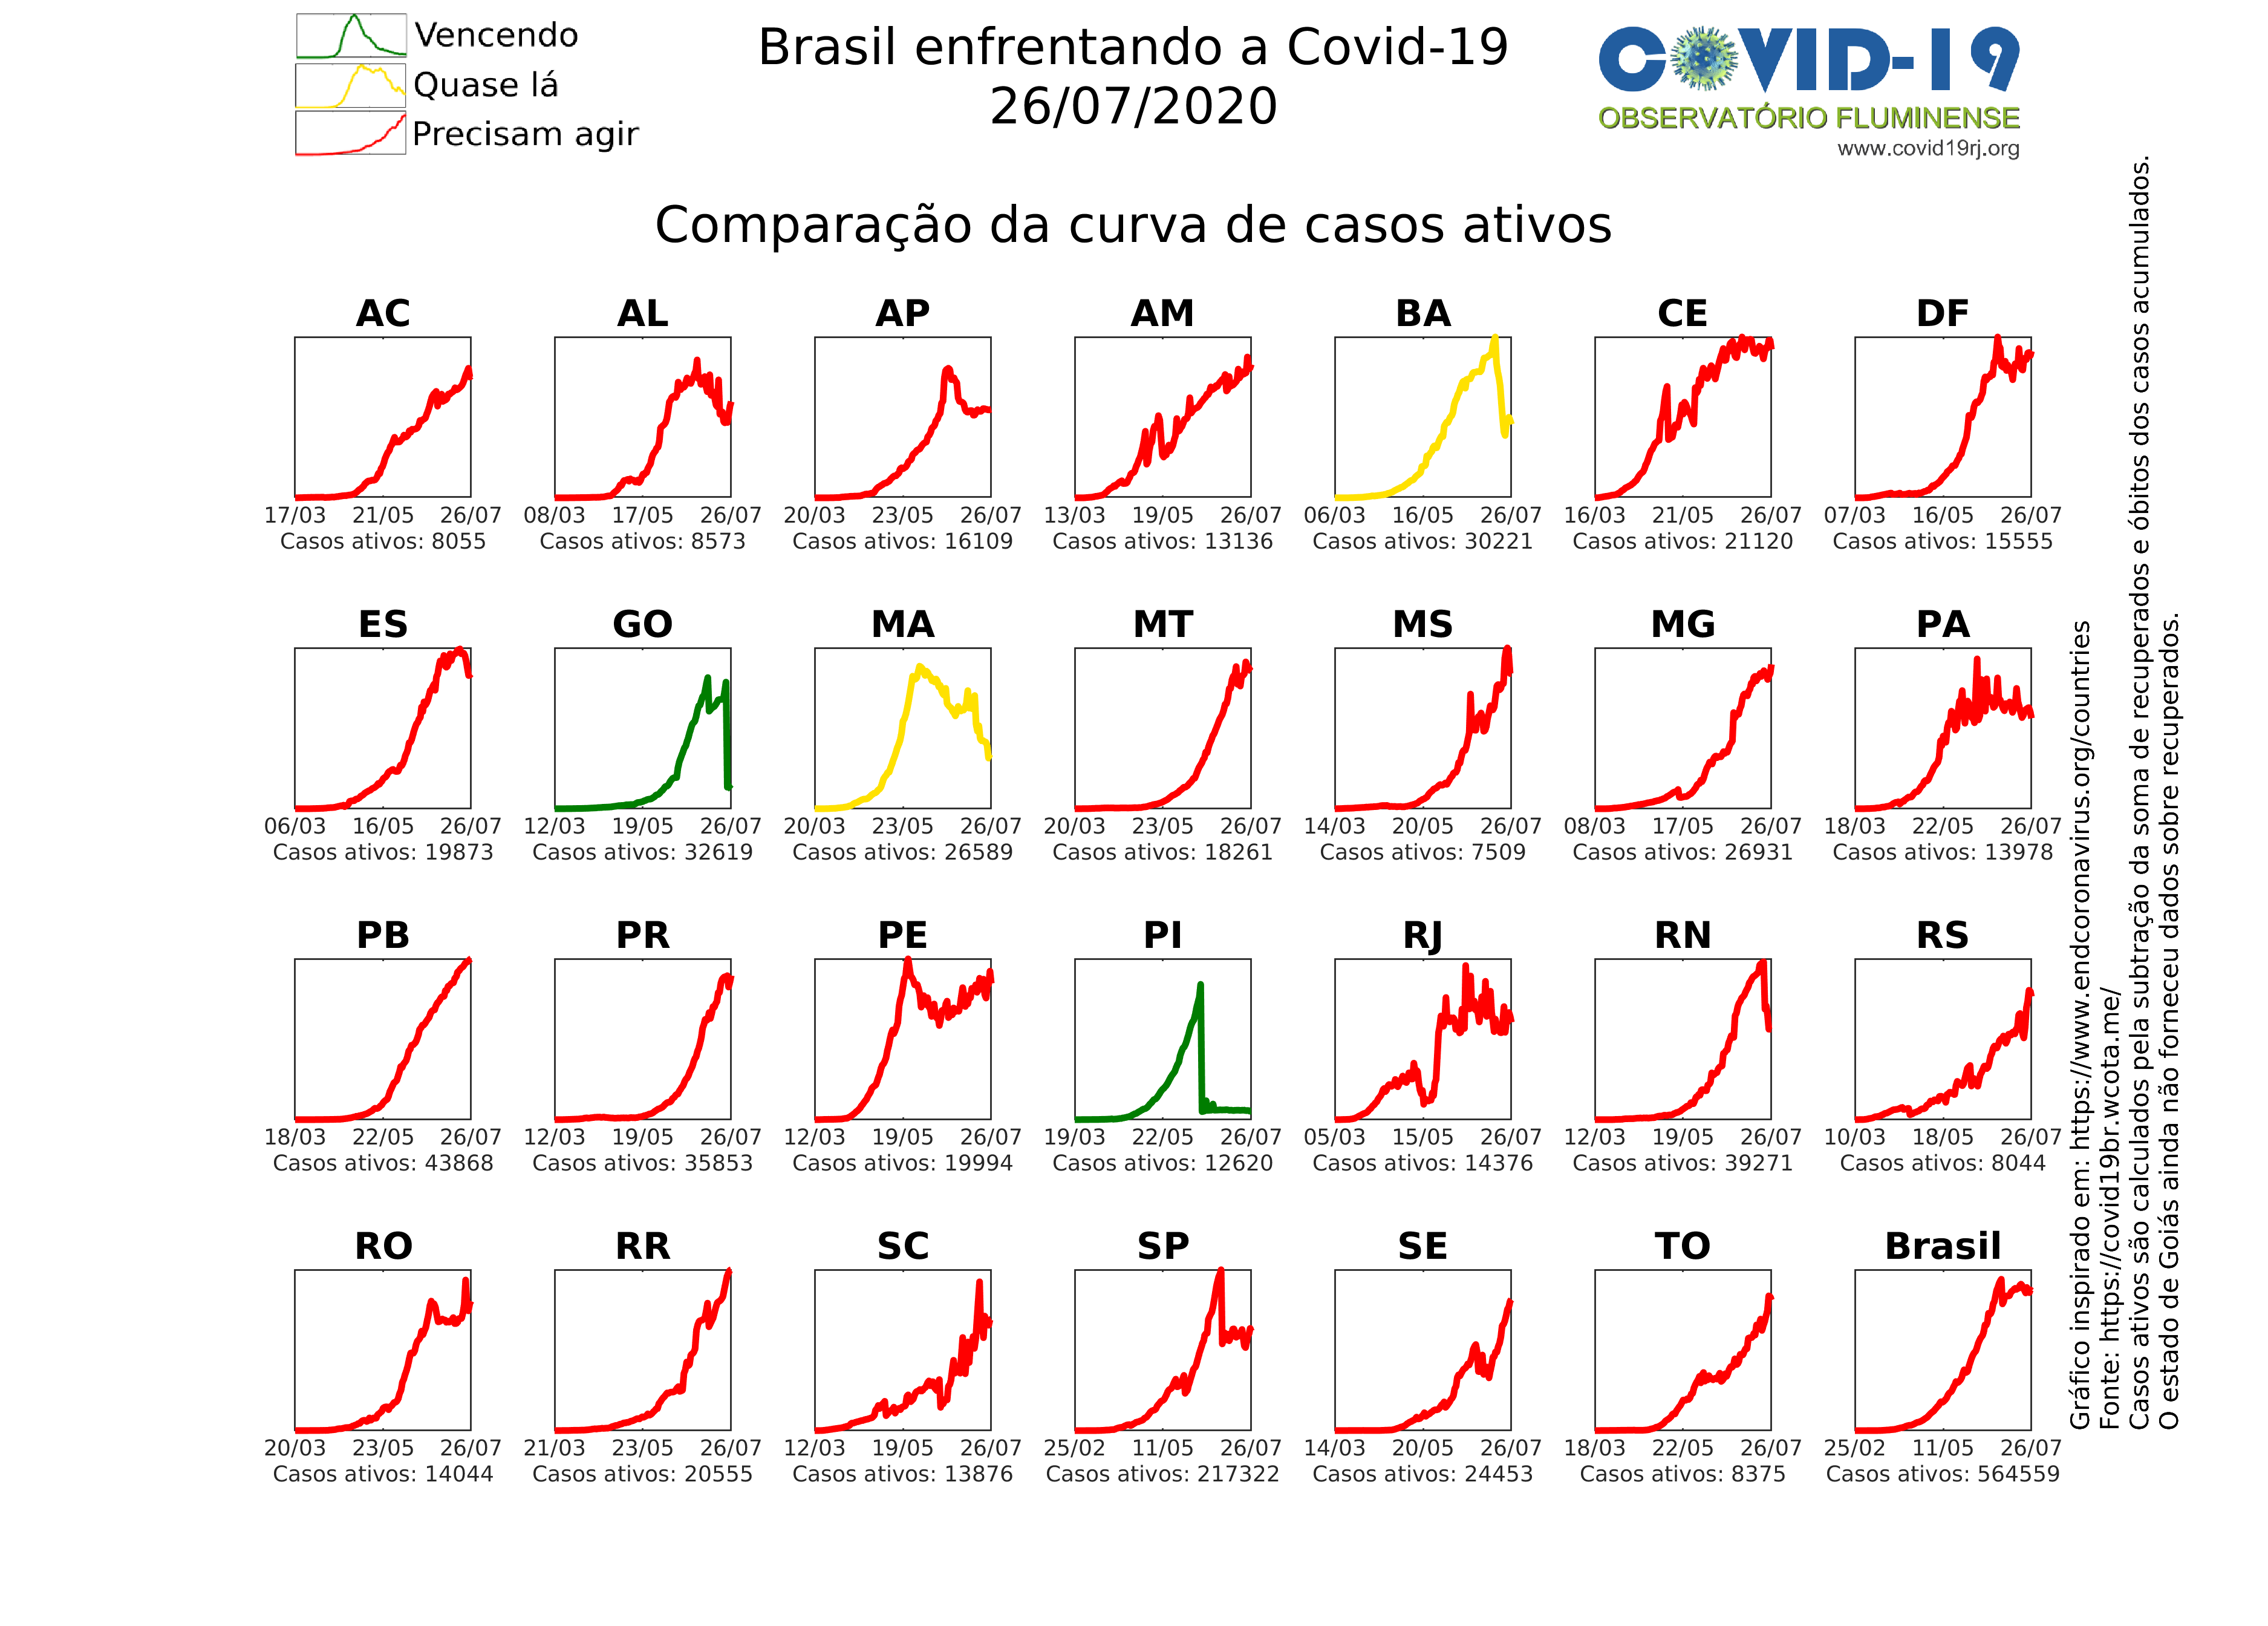 Vencendo
Quase lá
Precisam agir
Brasil enfrentando a Covid-19
26/07/2020
COVID-19
OBSERVATÓRIO FLUMINENSE
www.covid19rj.org
Comparação da curva de casos ativos
AC AL AP AM BA CE DF
17/03 21/05 26/07 08/03 17/05 26/07 20/03 23/05 26/07 13/03 19/05 26/07 06/03 16/05 26/07 16/03 21/05 26/07 07/03 16/05 26/07
Casos ativos: 8055 Casos ativos: 8573 Casos ativos: 16109 Casos ativos: 13136 Casos ativos: 30221 Casos ativos: 21120 Casos ativos: 15555
ES GO MA MT MS MG PA
06/03 16/05 26/07 12/03 19/05 26/07 20/03 23/05 26/07 20/03 23/05 26/07 14/03 20/05 26/07 08/03 17/05 26/07 18/03 22/05 26/07
Casos ativos: 19873 Casos ativos: 32619 Casos ativos: 26589 Casos ativos: 18261 Casos ativos: 7509 Casos ativos: 26931 Casos ativos: 13978
PB PR PE PI RJ RN RS
18/03 22/05 26/07 12/03 19/05 26/07 12/03 19/05 26/07 19/03 22/05 26/07 05/03 15/05 26/07 12/03 19/05 26/07 10/03 18/05 26/07
Casos ativos: 43868 Casos ativos: 35853 Casos ativos: 19994 Casos ativos: 12620 Casos ativos: 14376 Casos ativos: 39271 Casos ativos: 8044
RO RR SC SP SE TO Brasil
20/03 23/05 26/07 21/03 23/05 26/07 12/03 19/05 26/07 25/02 11/05 26/07 14/03 20/05 26/07 18/03 22/05 26/07 25/02 11/05 26/07
Casos ativos: 14044 Casos ativos: 20555 Casos ativos: 13876 Casos ativos: 217322 Casos ativos: 24453 Casos ativos: 8375 Casos ativos: 564559
Gráfico inspirado em: https://www.endcoronavirus.org/countries
Fonte: https://covid19br.wcota.me/
Casos ativos são calculados pela subtração da soma de recuperados e óbitos dos casos acumulados.
O estado de Goiás ainda não forneceu dados sobre recuperados.